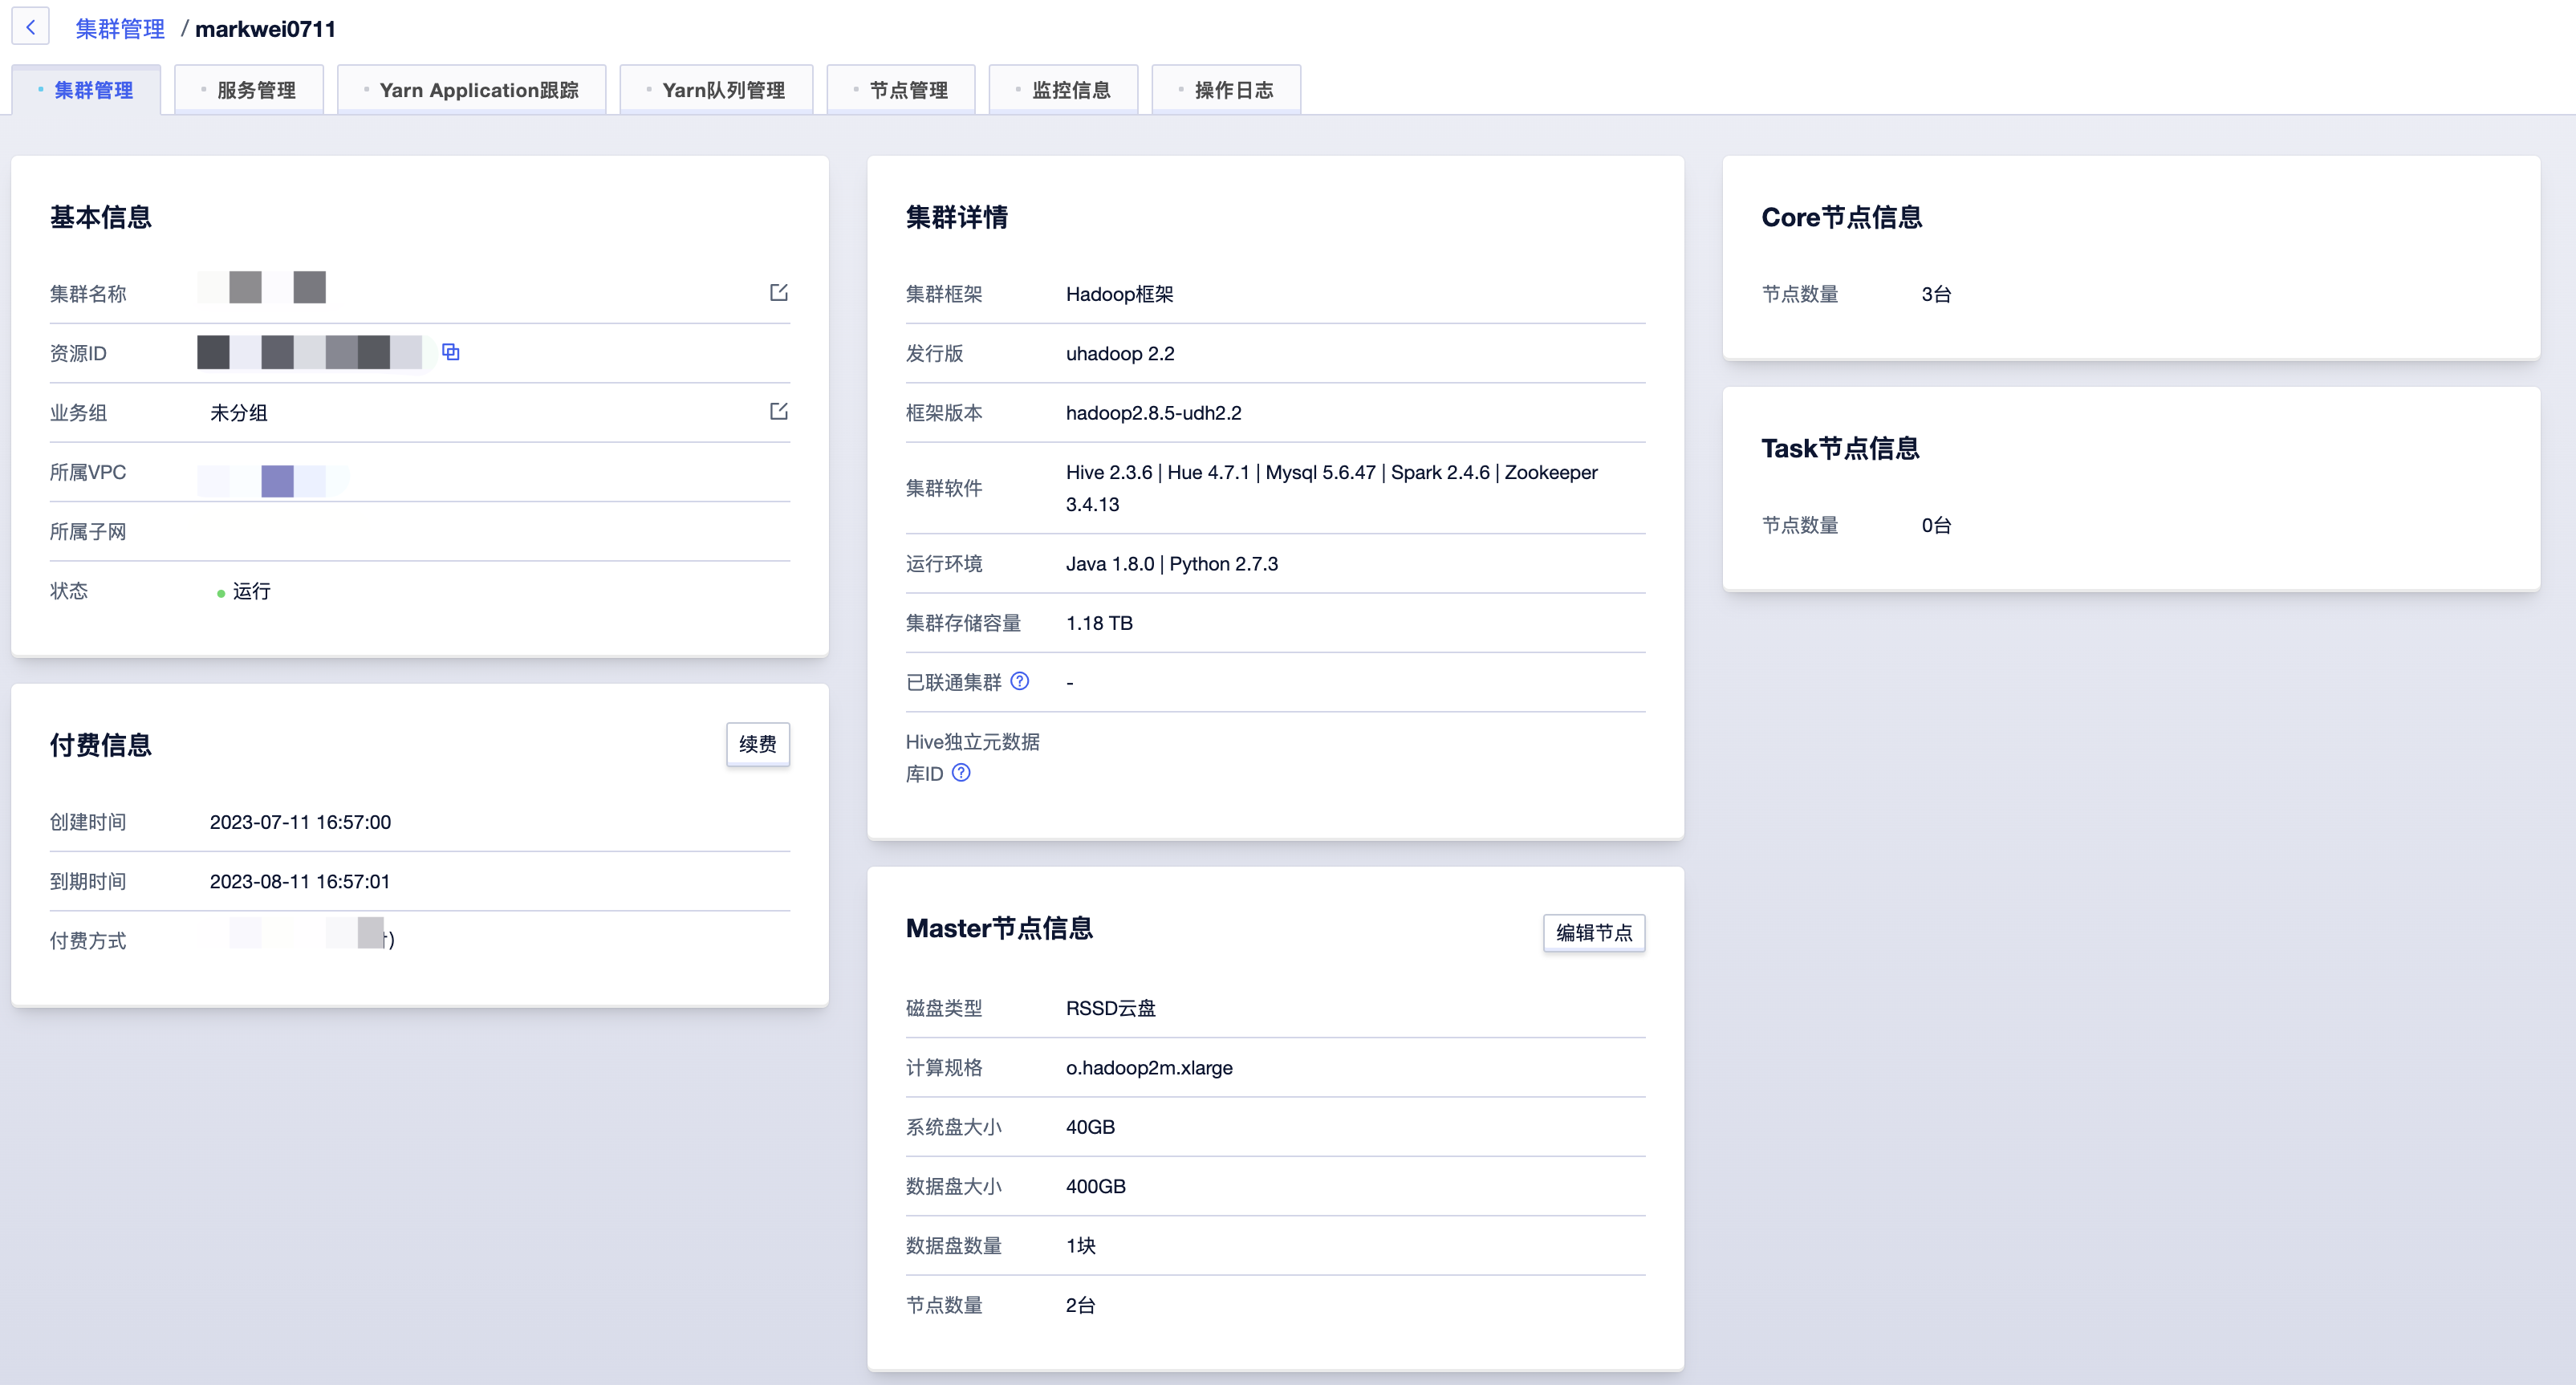 集群管理 / markwei0711
集群管理
服务管理
Yarn Application跟踪
Yarn队列管理
节点管理
监控信息
操作日志
基本信息
集群名称
资源ID
业务组 未分组
所属VPC
所属子网
状态 运行
付费信息 续费
创建时间 2023-07-11 16:57:00
到期时间 2023-08-11 16:57:01
付费方式
集群详情
集群框架 Hadoop框架
发行版 uhadoop 2.2
框架版本 hadoop2.8.5-udh2.2
集群软件 Hive 2.3.6 | Hue 4.7.1 | Mysql 5.6.47 | Spark 2.4.6 | Zookeeper
3.4.13
运行环境 Java 1.8.0 | Python 2.7.3
集群存储容量 1.18 TB
已联通集群 -
Hive独立元数据
库ID
Master节点信息 编辑节点
磁盘类型 RSSD云盘
计算规格 o.hadoop2m.xlarge
系统盘大小 40GB
数据盘大小 400GB
数据盘数量 1块
节点数量 2台
Core节点信息
节点数量 3台
Task节点信息
节点数量 0台